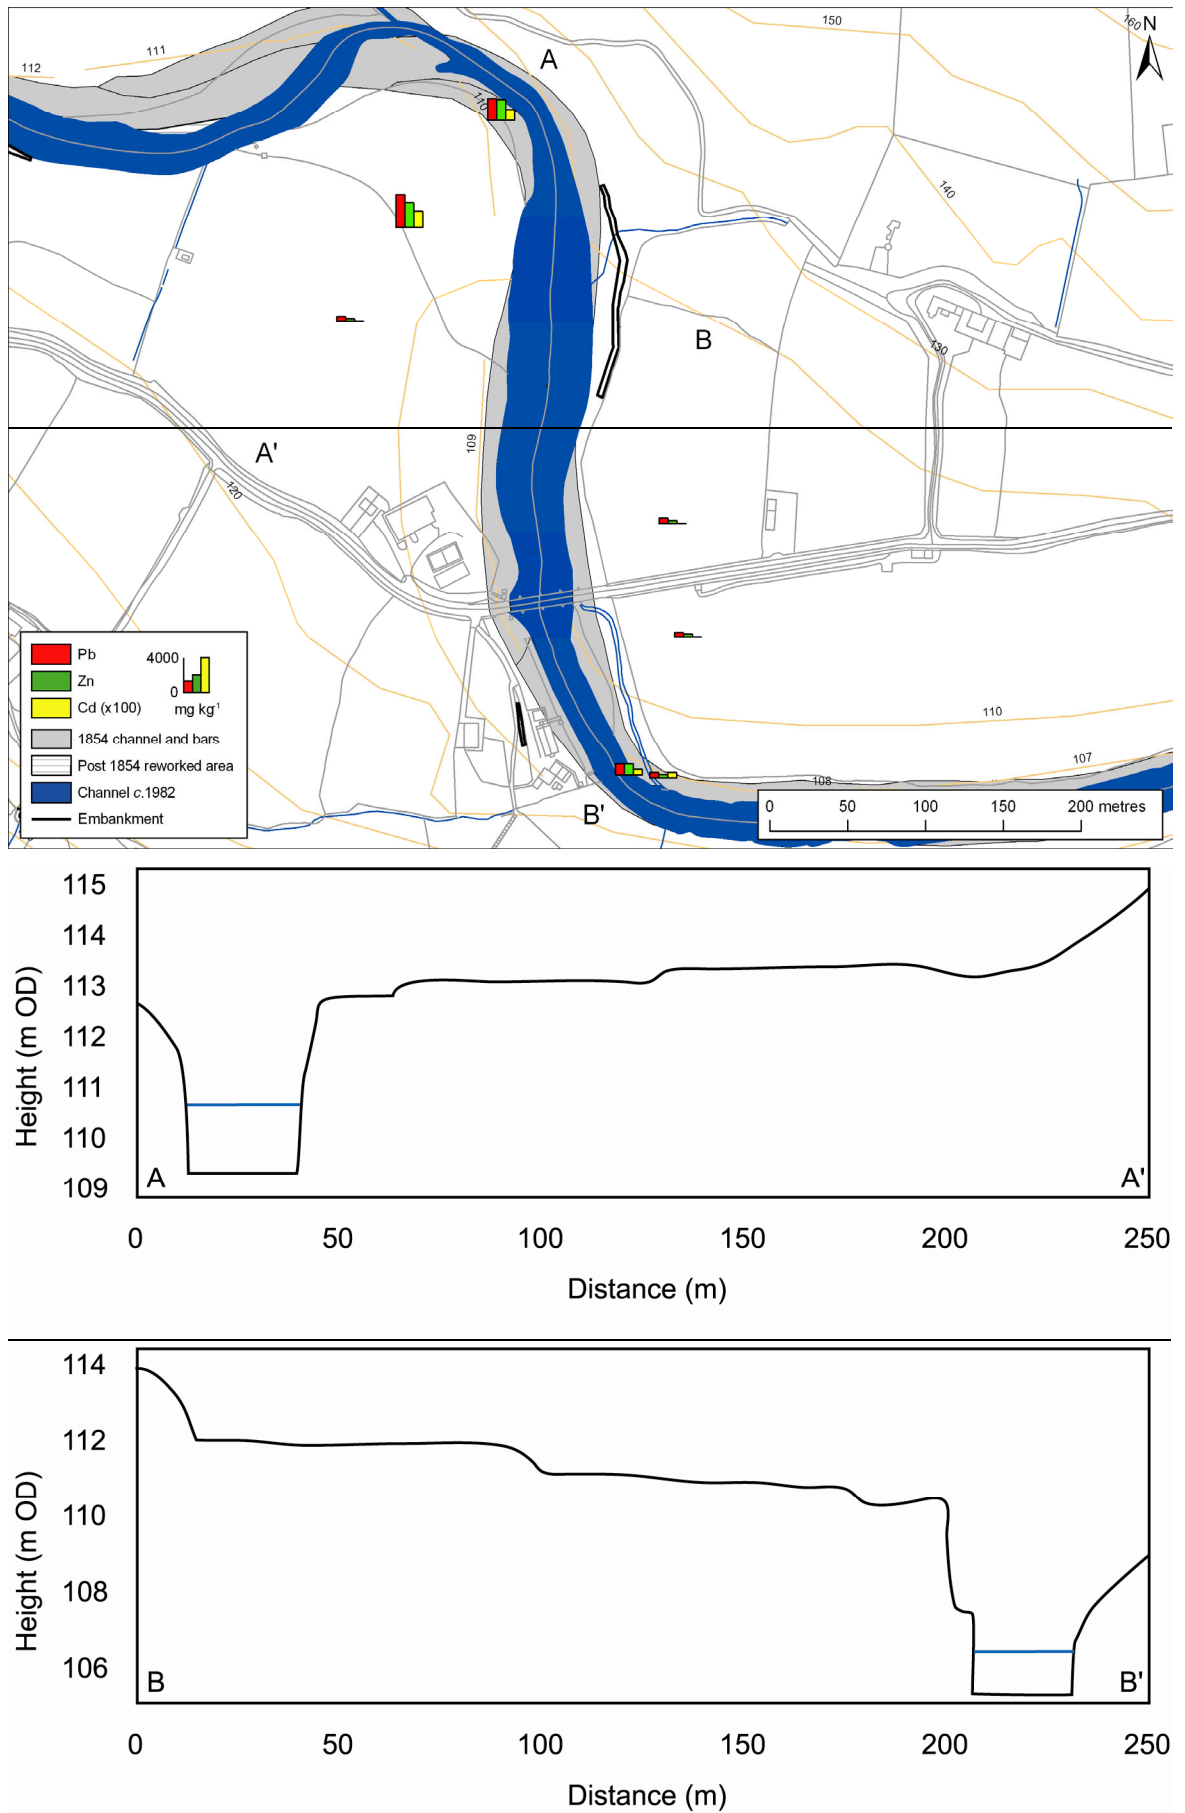 150
160
N
111
112
A
110
140
B
130
A'
109
120
Pb
Zn
Cd (x100)
4000
0
mg kg-1
1854 channel and bars
Post 1854 reworked area
Channel c.1982
Embankment
110
107
108
B'
0 50 100 150 200 metres
115
114
113
112
111
110
109
Height (m OD)
A A'
0 50 100 150 200 250
Distance (m)
114
112
110
108
106
Height (m OD)
B B'
0 50 100 150 200 250
Distance (m)